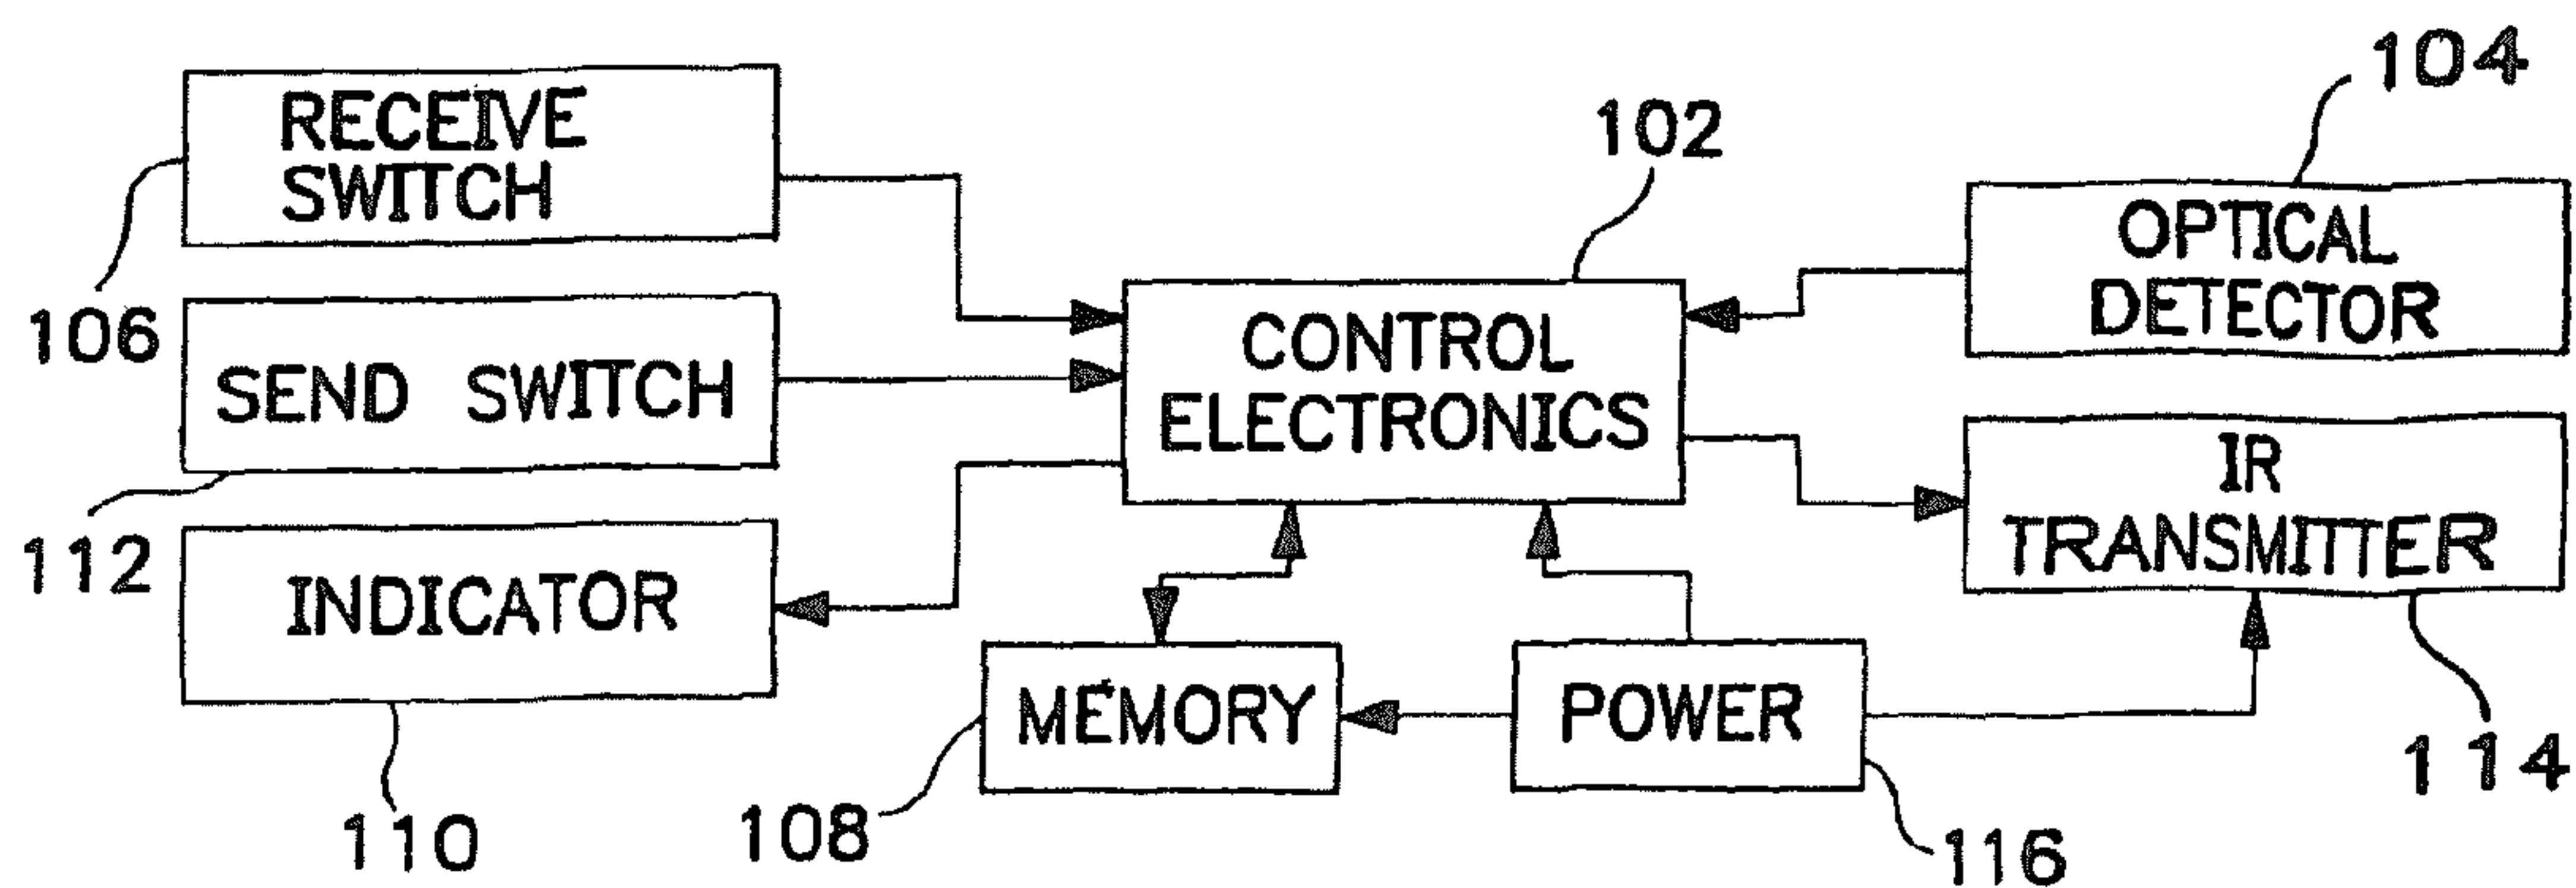 104
102
RECEIVE
SWITCH
OPTICAL
DETECTOR
106
SEND SWITCH
CONTROL
ELECTRONICS
IR
TRANSMITTER
112
INDICATOR
MEMORY
POWER
114
110
108
116